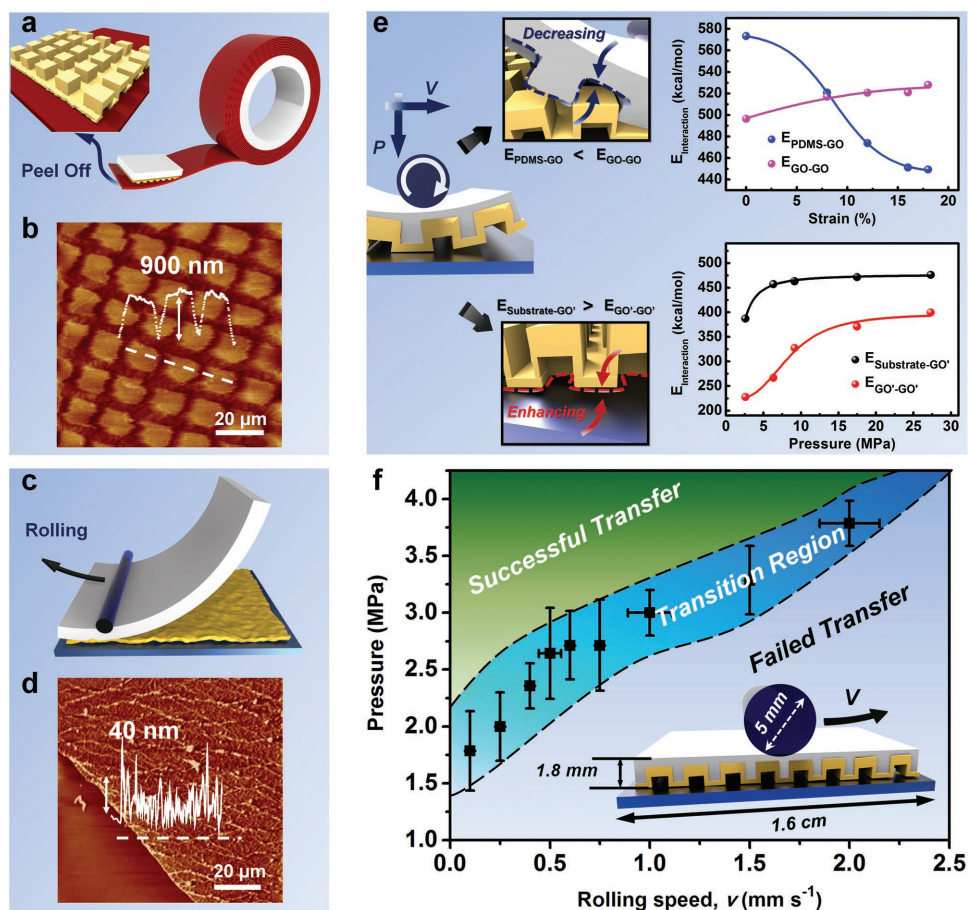 a
Peel Off
b
900 nm
20 µm
c
Rolling
d
40 nm
20 µm
e
V
P
Decreasing
E_PDMS-GO < E_GO-GO
E_Substrate-GO' > E_GO'-GO'
Enhancing
E_Interaction (kcal/mol)
580
560
540
520
500
480
460
440
E_PDMS-GO
E_GO-GO
0 5 10 15 20
Strain (%)
E_Interaction (kcal/mol)
500
450
400
350
300
250
200
E_Substrate-GO'
E_GO'-GO'
0 5 10 15 20 25 30
Pressure (MPa)
f
Pressure (MPa)
4.0
3.5
3.0
2.5
2.0
1.5
1.0
Successful Transfer
Transition Region
Failed Transfer
V
5 mm
1.8 mm
1.6 cm
0.0 0.5 1.0 1.5 2.0 2.5
Rolling speed, v (mm s⁻¹)